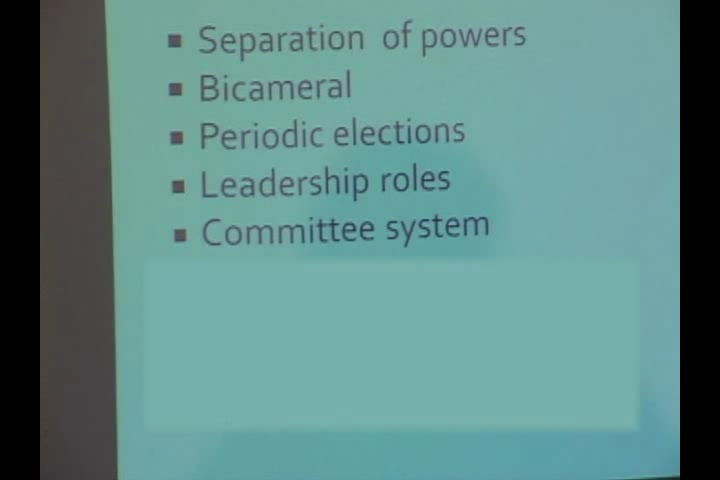 Separation of powers
Bicameral
Periodic elections
Leadership roles
Committee system